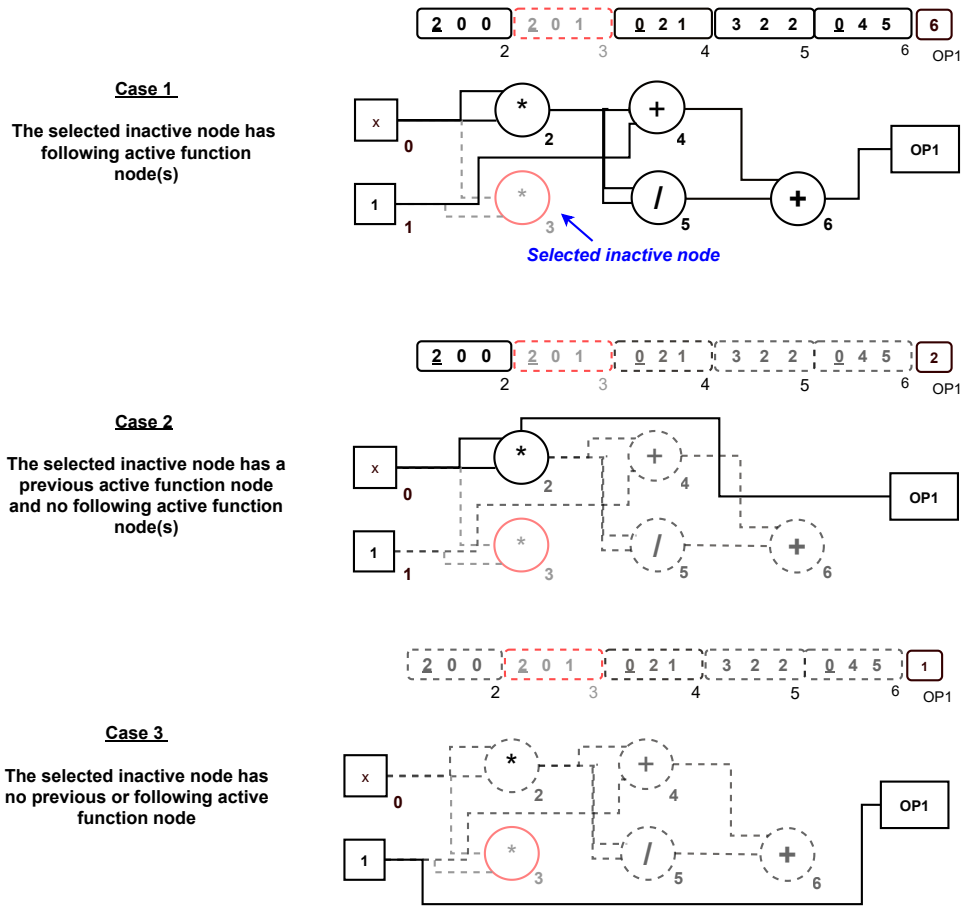 2 0 0 2 0 1 0 2 1 3 2 2 0 4 5 6
2 3 4 5 6 OP1
Case 1
The selected inactive node has
following active function
node(s)
x
0
*
2
+
4
OP1
1
1
*
3
/
5
+
6
Selected inactive node
2 0 0 2 0 1 0 2 1 3 2 2 0 4 5 2
2 3 4 5 6 OP1
Case 2
The selected inactive node has a
previous active function node
and no following active function
node(s)
x
0
*
2
+
4
OP1
1
1
*
3
/
5
+
6
2 0 0 2 0 1 0 2 1 3 2 2 0 4 5 1
2 3 4 5 6 OP1
Case 3
The selected inactive node has
no previous or following active
function node
x
0
*
2
+
4
OP1
1
*
3
/
5
+
6